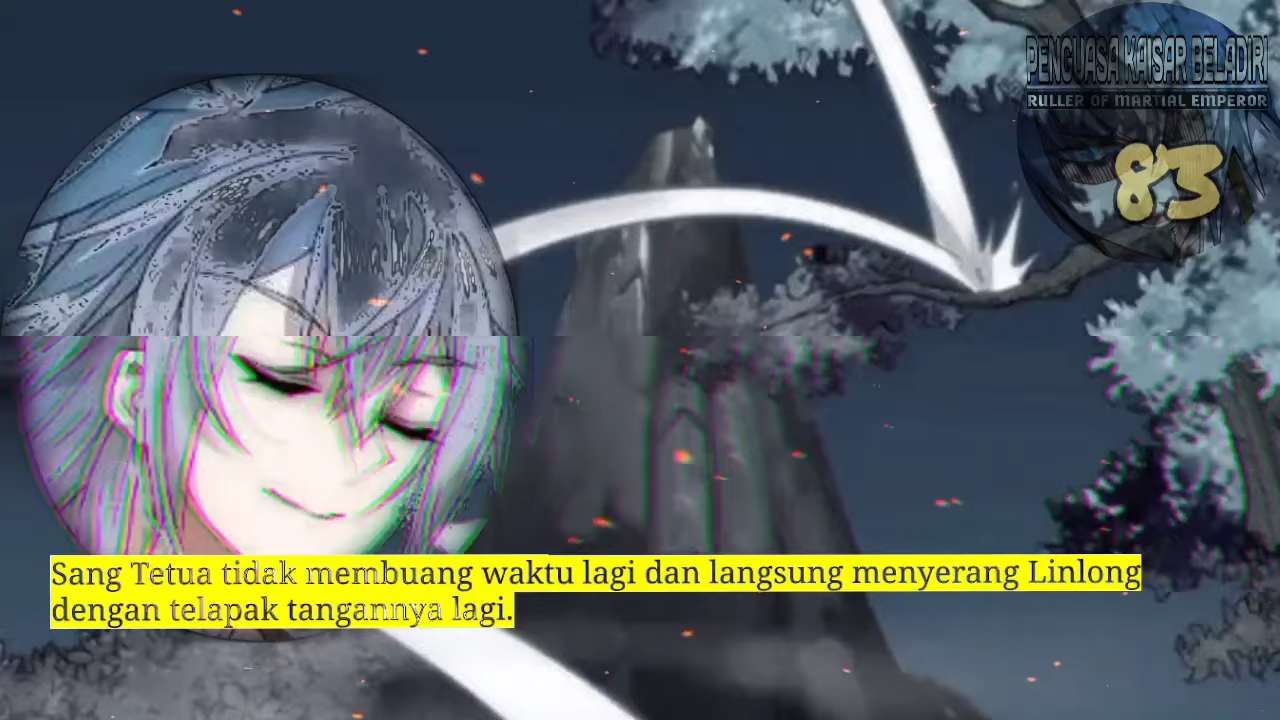 PENGUASA KAISAR BELADIRI
RULLER OF MARTIAL EMPEROR
83
Sang Tetua tidak membuang waktu lagi dan langsung menyerang Linlong
dengan telapak tangannya lagi.